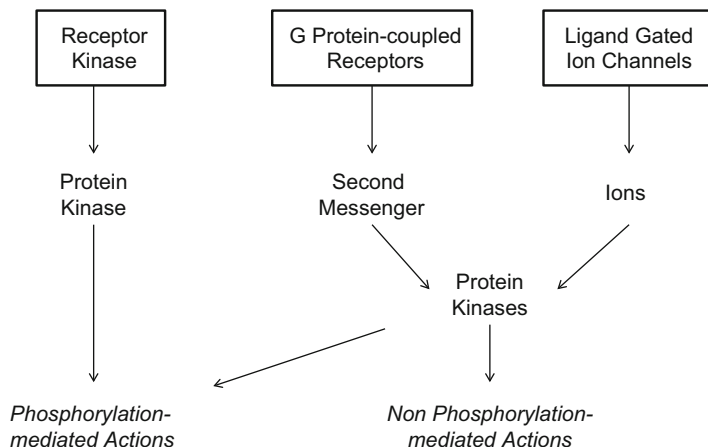 Receptor
Kinase
G Protein-coupled
Receptors
Ligand Gated
Ion Channels
Protein
Kinase
Second
Messenger
Ions
Protein
Kinases
Phosphorylation-
mediated Actions
Non Phosphorylation-
mediated Actions